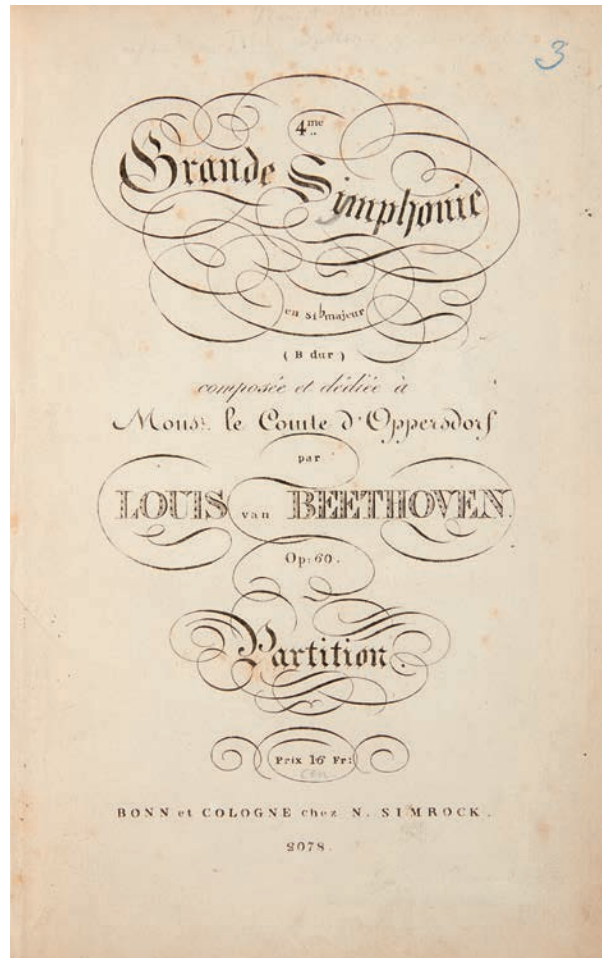 3
4me
Grande Simphonie
en si♭majeur
( B dur )
composée et dédiée à
Monsr. le Comte d'Oppersdorf
par
LOUIS van BEETHOVEN.
Op: 60.
Partition.
Prix 16 Fr:
BONN et COLOGNE chez N. SIMROCK.
2078.